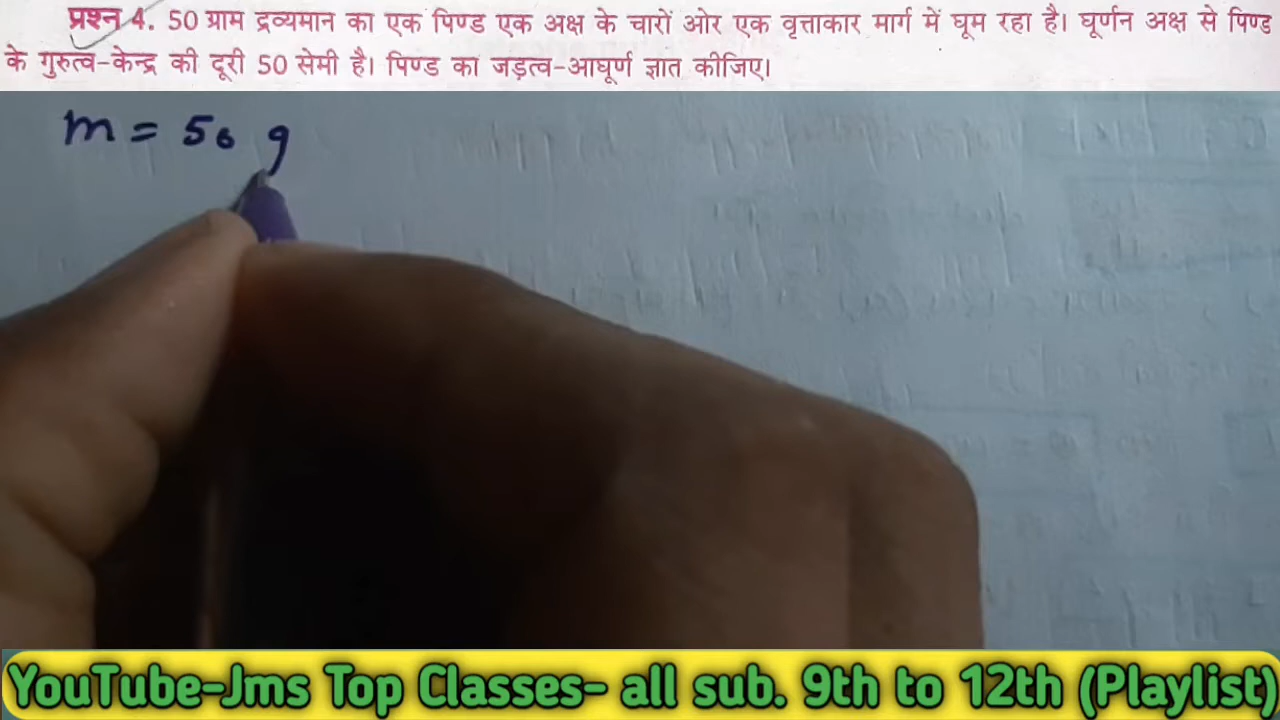 प्रश्न 4. 50 ग्राम द्रव्यमान का एक पिण्ड एक अक्ष के चारों ओर एक वृत्ताकार मार्ग में घूम रहा है। घूर्णन अक्ष से पिण्ड
के गुरुत्व-केन्द्र की दूरी 50 सेमी है। पिण्ड का जड़त्व-आघूर्ण ज्ञात कीजिए।
m = 50 g
YouTube-Jms Top Classes- all sub. 9th to 12th (Playlist)